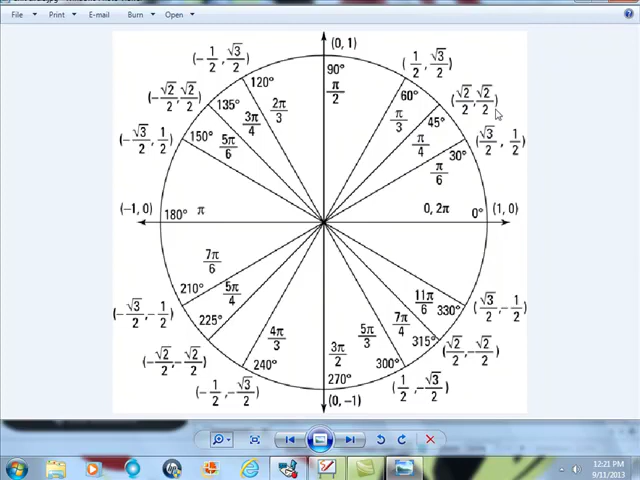 File Print E-mail Burn Open
(0, 1)
(-1/2, √3/2) (1/2, √3/2)
90°
120° π/2 60°
(-√2/2, √2/2) (√2/2, √2/2)
135° 2π/3 π/3 45°
3π/4 π/4
(-√3/2, 1/2) (√3/2, 1/2)
150° 5π/6 π/6 30°
(-1, 0) 180° π 0, 2π 0° (1, 0)
7π/6
210° 5π/4 11π/6 330°
(-√3/2, -1/2) (√3/2, -1/2)
225° 4π/3 3π/2 5π/3 7π/4 315°
(-√2/2, -√2/2) (√2/2, -√2/2)
240° 270° 300°
(-1/2, -√3/2) (1/2, -√3/2)
(0, -1)
12:21 PM
9/11/2013